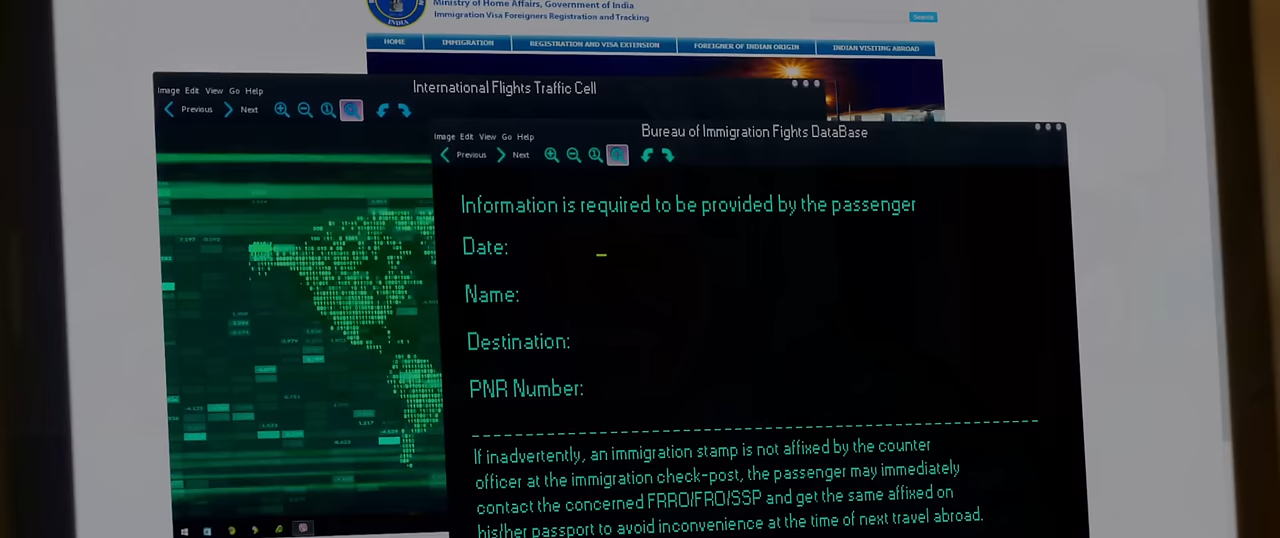 INDIA
Ministry of Home Affairs, Government of India
Immigration Visa Foreigners Registration and Tracking
Search
HOME
IMMIGRATION
REGISTRATION AND VISA EXTENSION
FOREIGNER OF INDIAN ORIGIN
INDIAN VISITING ABROAD
International Flights Traffic Cell
Image Edit View Go Help
Previous Next
Bureau of Immigration Fights DataBase
Image Edit View Go Help
Previous Next
Information is required to be provided by the passenger
Date: _
Name:
Destination:
PNR Number:
If inadvertently, an immigration stamp is not affixed by the counter
officer at the immigration check-post, the passenger may immediately
contact the concerned FRRO/FRO/SSP and get the same affixed on
his/her passport to avoid inconvenience at the time of next travel abroad.